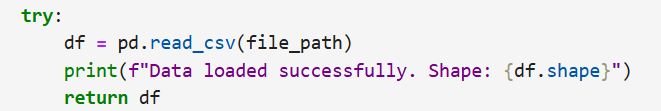 try:
    df = pd.read_csv(file_path)
    print(f"Data loaded successfully. Shape: {df.shape}")
    return df